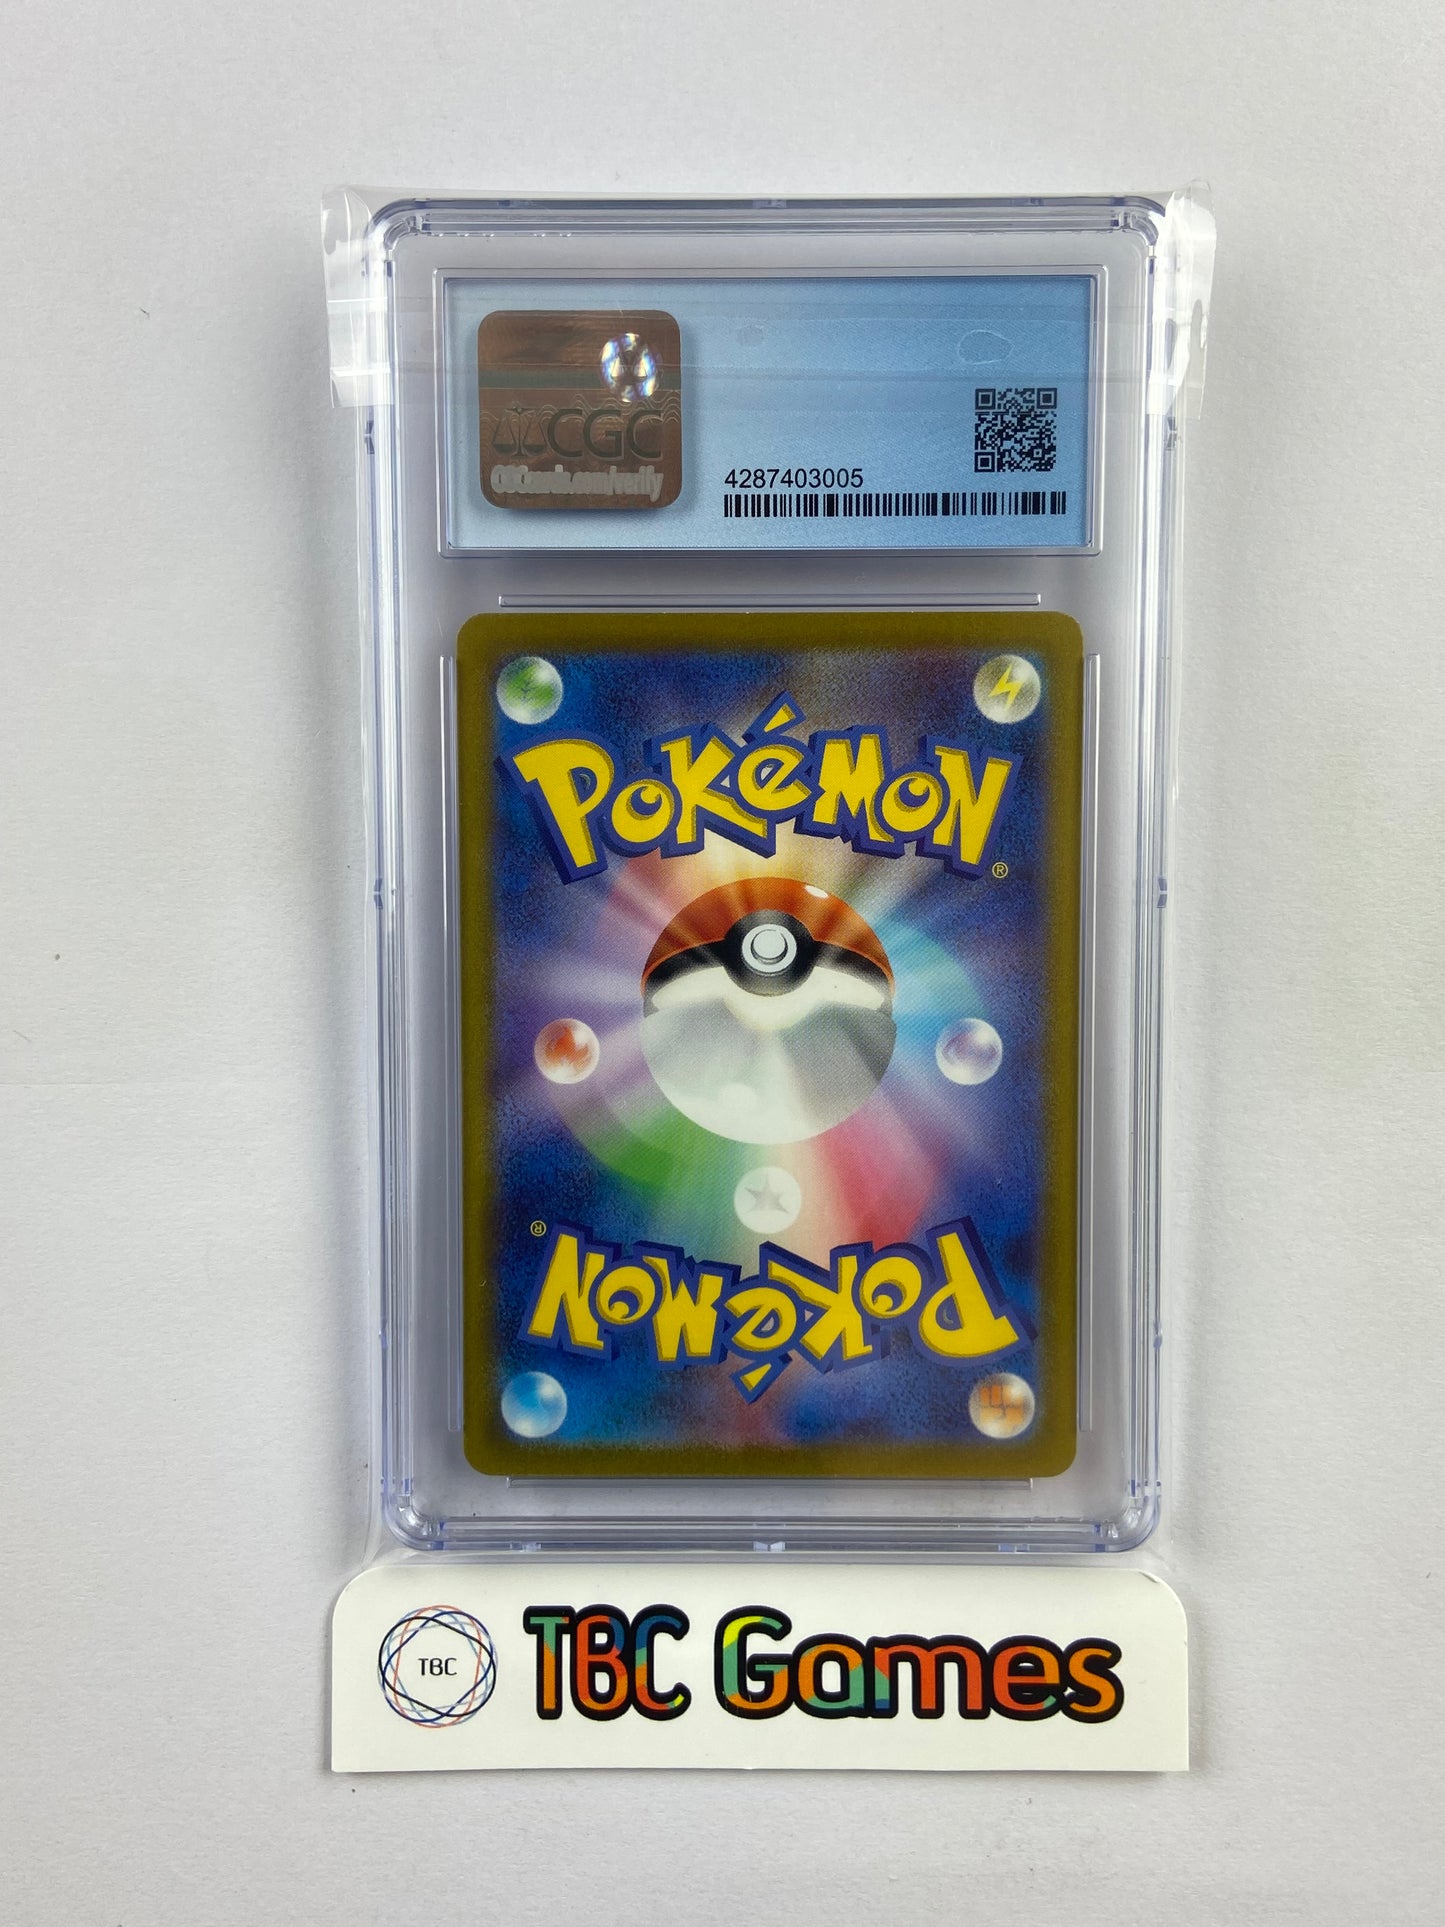 CGC
CGCcards.com/verify
4287403005
POKéMON
®
®
POKéMON
TBC
TBC Games